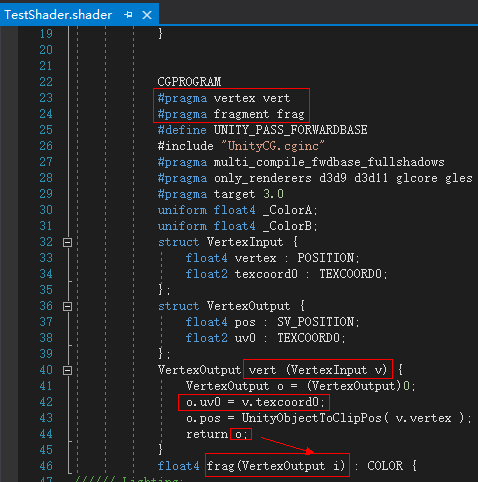 TestShader.shader
19 }
20
21
22 CGPROGRAM
23 #pragma vertex vert
24 #pragma fragment frag
25 #define UNITY_PASS_FORWARDBASE
26 #include "UnityCG.cginc"
27 #pragma multi_compile_fwdbase_fullshadows
28 #pragma only_renderers d3d9 d3d11 glcore gles
29 #pragma target 3.0
30 uniform float4 _ColorA;
31 uniform float4 _ColorB;
32 struct VertexInput {
33 float4 vertex : POSITION;
34 float2 texcoord0 : TEXCOORD0;
35 };
36 struct VertexOutput {
37 float4 pos : SV_POSITION;
38 float2 uv0 : TEXCOORD0;
39 };
40 VertexOutput vert (VertexInput v) {
41 VertexOutput o = (VertexOutput)0;
42 o.uv0 = v.texcoord0;
43 o.pos = UnityObjectToClipPos( v.vertex );
44 return o;
45 }
46 float4 frag(VertexOutput i) : COLOR {
47 ////// Lighting: